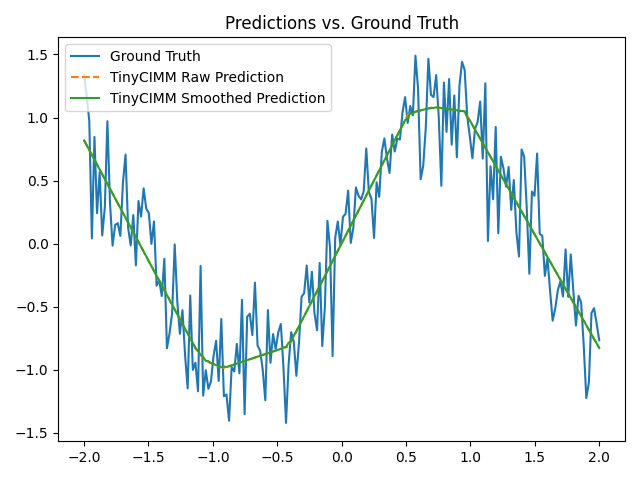 Predictions vs. Ground Truth
Ground Truth
TinyCIMM Raw Prediction
TinyCIMM Smoothed Prediction
1.5
1.0
0.5
0.0
−0.5
−1.0
−1.5
−2.0 −1.5 −1.0 −0.5 0.0 0.5 1.0 1.5 2.0